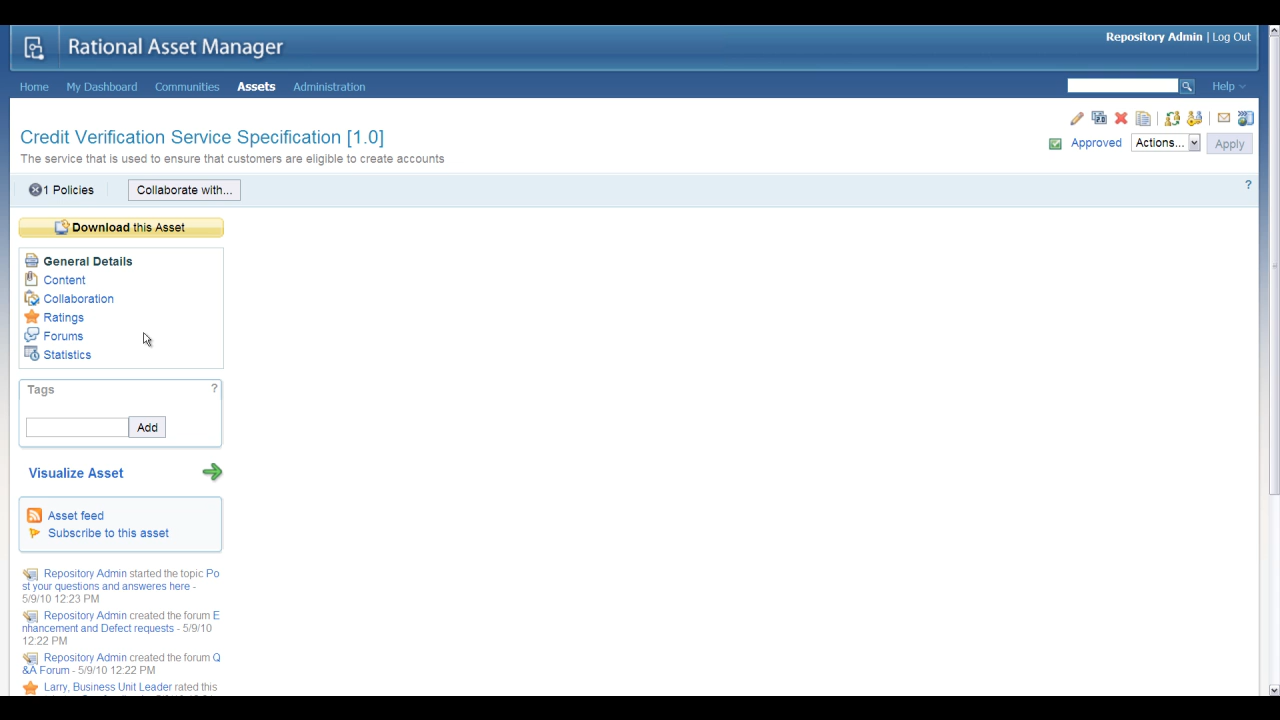 Rational Asset Manager
Repository Admin | Log Out
Home My Dashboard Communities Assets Administration
Help
Credit Verification Service Specification [1.0]
The service that is used to ensure that customers are eligible to create accounts
Approved Actions... Apply
1 Policies Collaborate with...
?
Download this Asset
General Details
Content
Collaboration
Ratings
Forums
Statistics
Tags ?
Add
Visualize Asset
Asset feed
Subscribe to this asset
Repository Admin started the topic Po
st your questions and answeres here -
5/9/10 12:23 PM
Repository Admin created the forum E
nhancement and Defect requests - 5/9/10
12:22 PM
Repository Admin created the forum Q
&A Forum - 5/9/10 12:22 PM
Larry, Business Unit Leader rated this